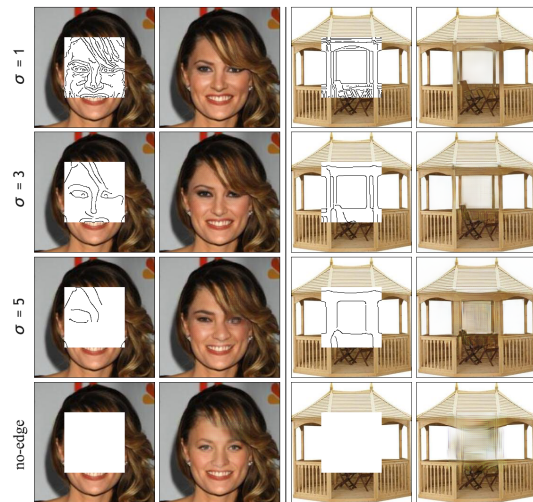 σ = 1
σ = 3
σ = 5
no-edge